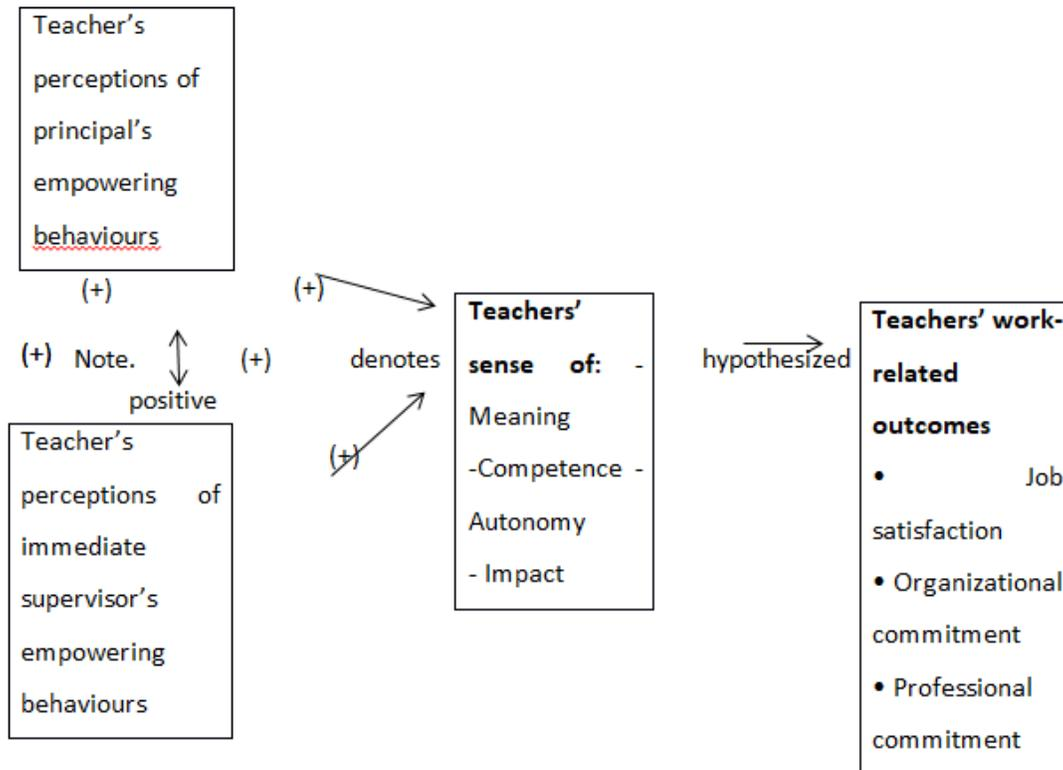 Teacher’s
perceptions of
principal’s
empowering
behaviours
(+)
(+)
(+) Note.
(+)
denotes
positive
Teacher’s
perceptions of
immediate
supervisor’s
empowering
behaviours
(+)
Teachers’
sense of: -
Meaning
-Competence -
Autonomy
- Impact
hypothesized
Teachers’ work-
related
outcomes
• Job
satisfaction
• Organizational
commitment
• Professional
commitment